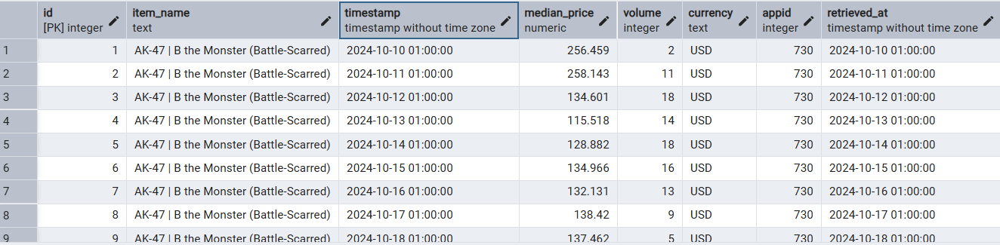 id item_name timestamp median_price volume currency appid retrieved_at
[PK] integer text timestamp without time zone numeric integer text integer timestamp without time zone
1 1 AK-47 | B the Monster (Battle-Scarred) 2024-10-10 01:00:00 256.459 2 USD 730 2024-10-10 01:00:00
2 2 AK-47 | B the Monster (Battle-Scarred) 2024-10-11 01:00:00 258.143 11 USD 730 2024-10-11 01:00:00
3 3 AK-47 | B the Monster (Battle-Scarred) 2024-10-12 01:00:00 134.601 18 USD 730 2024-10-12 01:00:00
4 4 AK-47 | B the Monster (Battle-Scarred) 2024-10-13 01:00:00 115.518 14 USD 730 2024-10-13 01:00:00
5 5 AK-47 | B the Monster (Battle-Scarred) 2024-10-14 01:00:00 128.882 18 USD 730 2024-10-14 01:00:00
6 6 AK-47 | B the Monster (Battle-Scarred) 2024-10-15 01:00:00 134.966 16 USD 730 2024-10-15 01:00:00
7 7 AK-47 | B the Monster (Battle-Scarred) 2024-10-16 01:00:00 132.131 13 USD 730 2024-10-16 01:00:00
8 8 AK-47 | B the Monster (Battle-Scarred) 2024-10-17 01:00:00 138.42 9 USD 730 2024-10-17 01:00:00
9 9 AK-47 | B the Monster (Battle-Scarred) 2024-10-18 01:00:00 137.462 5 USD 730 2024-10-18 01:00:00